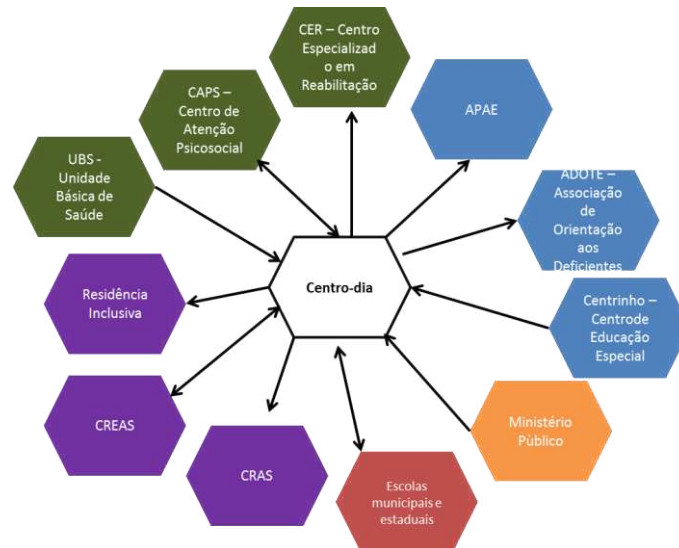 CER – Centro
Especializad
o em
Reabilitação
CAPS –
Centro de
Atenção
Psicosocial
APAE
UBS -
Unidade
Básica de
Saúde
ADOTE –
Associação
de
Orientação
aos
Deficientes
Residência
Inclusiva
Centro-dia
Centrinho –
Centrode
Educação
Especial
CREAS
Ministério
Pùblico
CRAS
Escolas
municipais e
estaduais